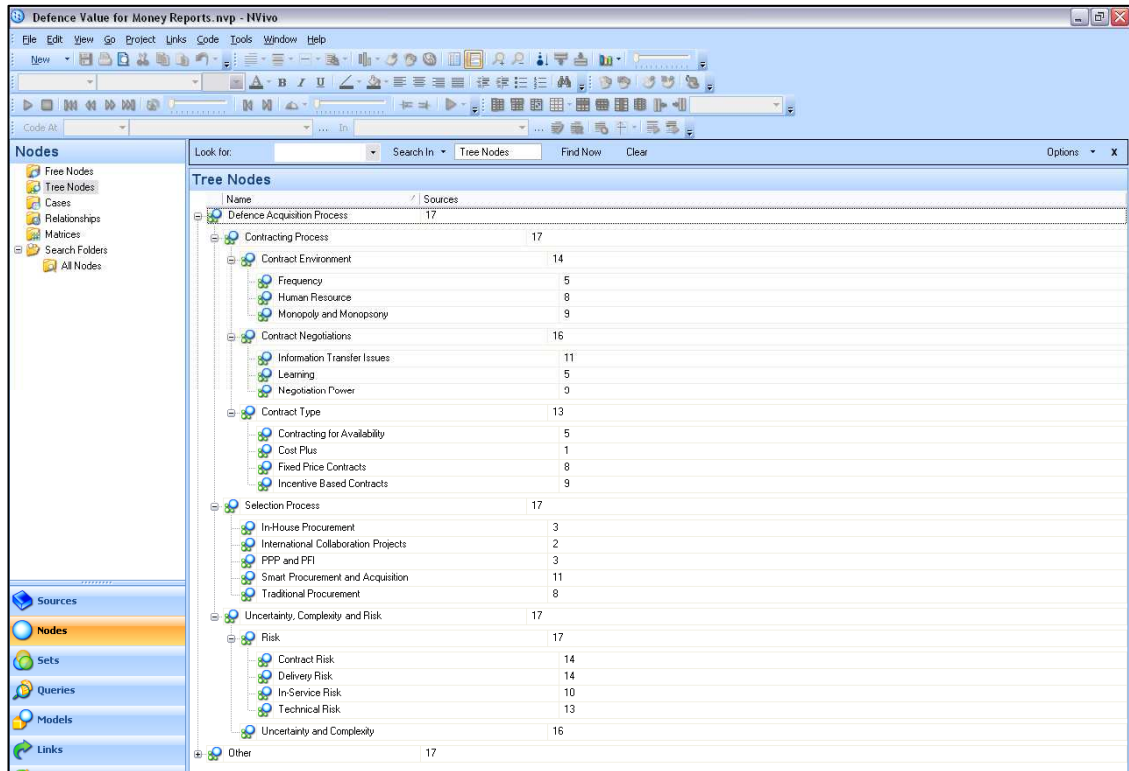 Defence Value for Money Reports.nvp - NVivo
File Edit View Go Project Links Code Tools Window Help
New
A B I U
Code At In
Nodes
Free Nodes
Tree Nodes
Cases
Relationships
Matrices
Search Folders
All Nodes
Sources
Nodes
Sets
Queries
Models
Links
Look for: Search In Tree Nodes Find Now Clear Options x
Tree Nodes
Name Sources
Defence Acquisition Process 17
Contracting Process 17
Contract Environment 14
Frequency 5
Human Resource 8
Monopoly and Monopsony 9
Contract Negotiations 16
Information Transfer Issues 11
Learning 5
Negotiation Power
Contract Type 13
Contracting for Availability 5
Cost Plus 1
Fixed Price Contracts 8
Incentive Based Contracts 9
Selection Process 17
In-House Procurement 3
International Collaboration Projects 2
PPP and PFI 3
Smart Procurement and Acquisition 11
Traditional Procurement 8
Uncertainty, Complexity and Risk 17
Risk 17
Contract Risk 14
Delivery Risk 14
In-Service Risk 10
Technical Risk 13
Uncertainty and Complexity 16
Other 17